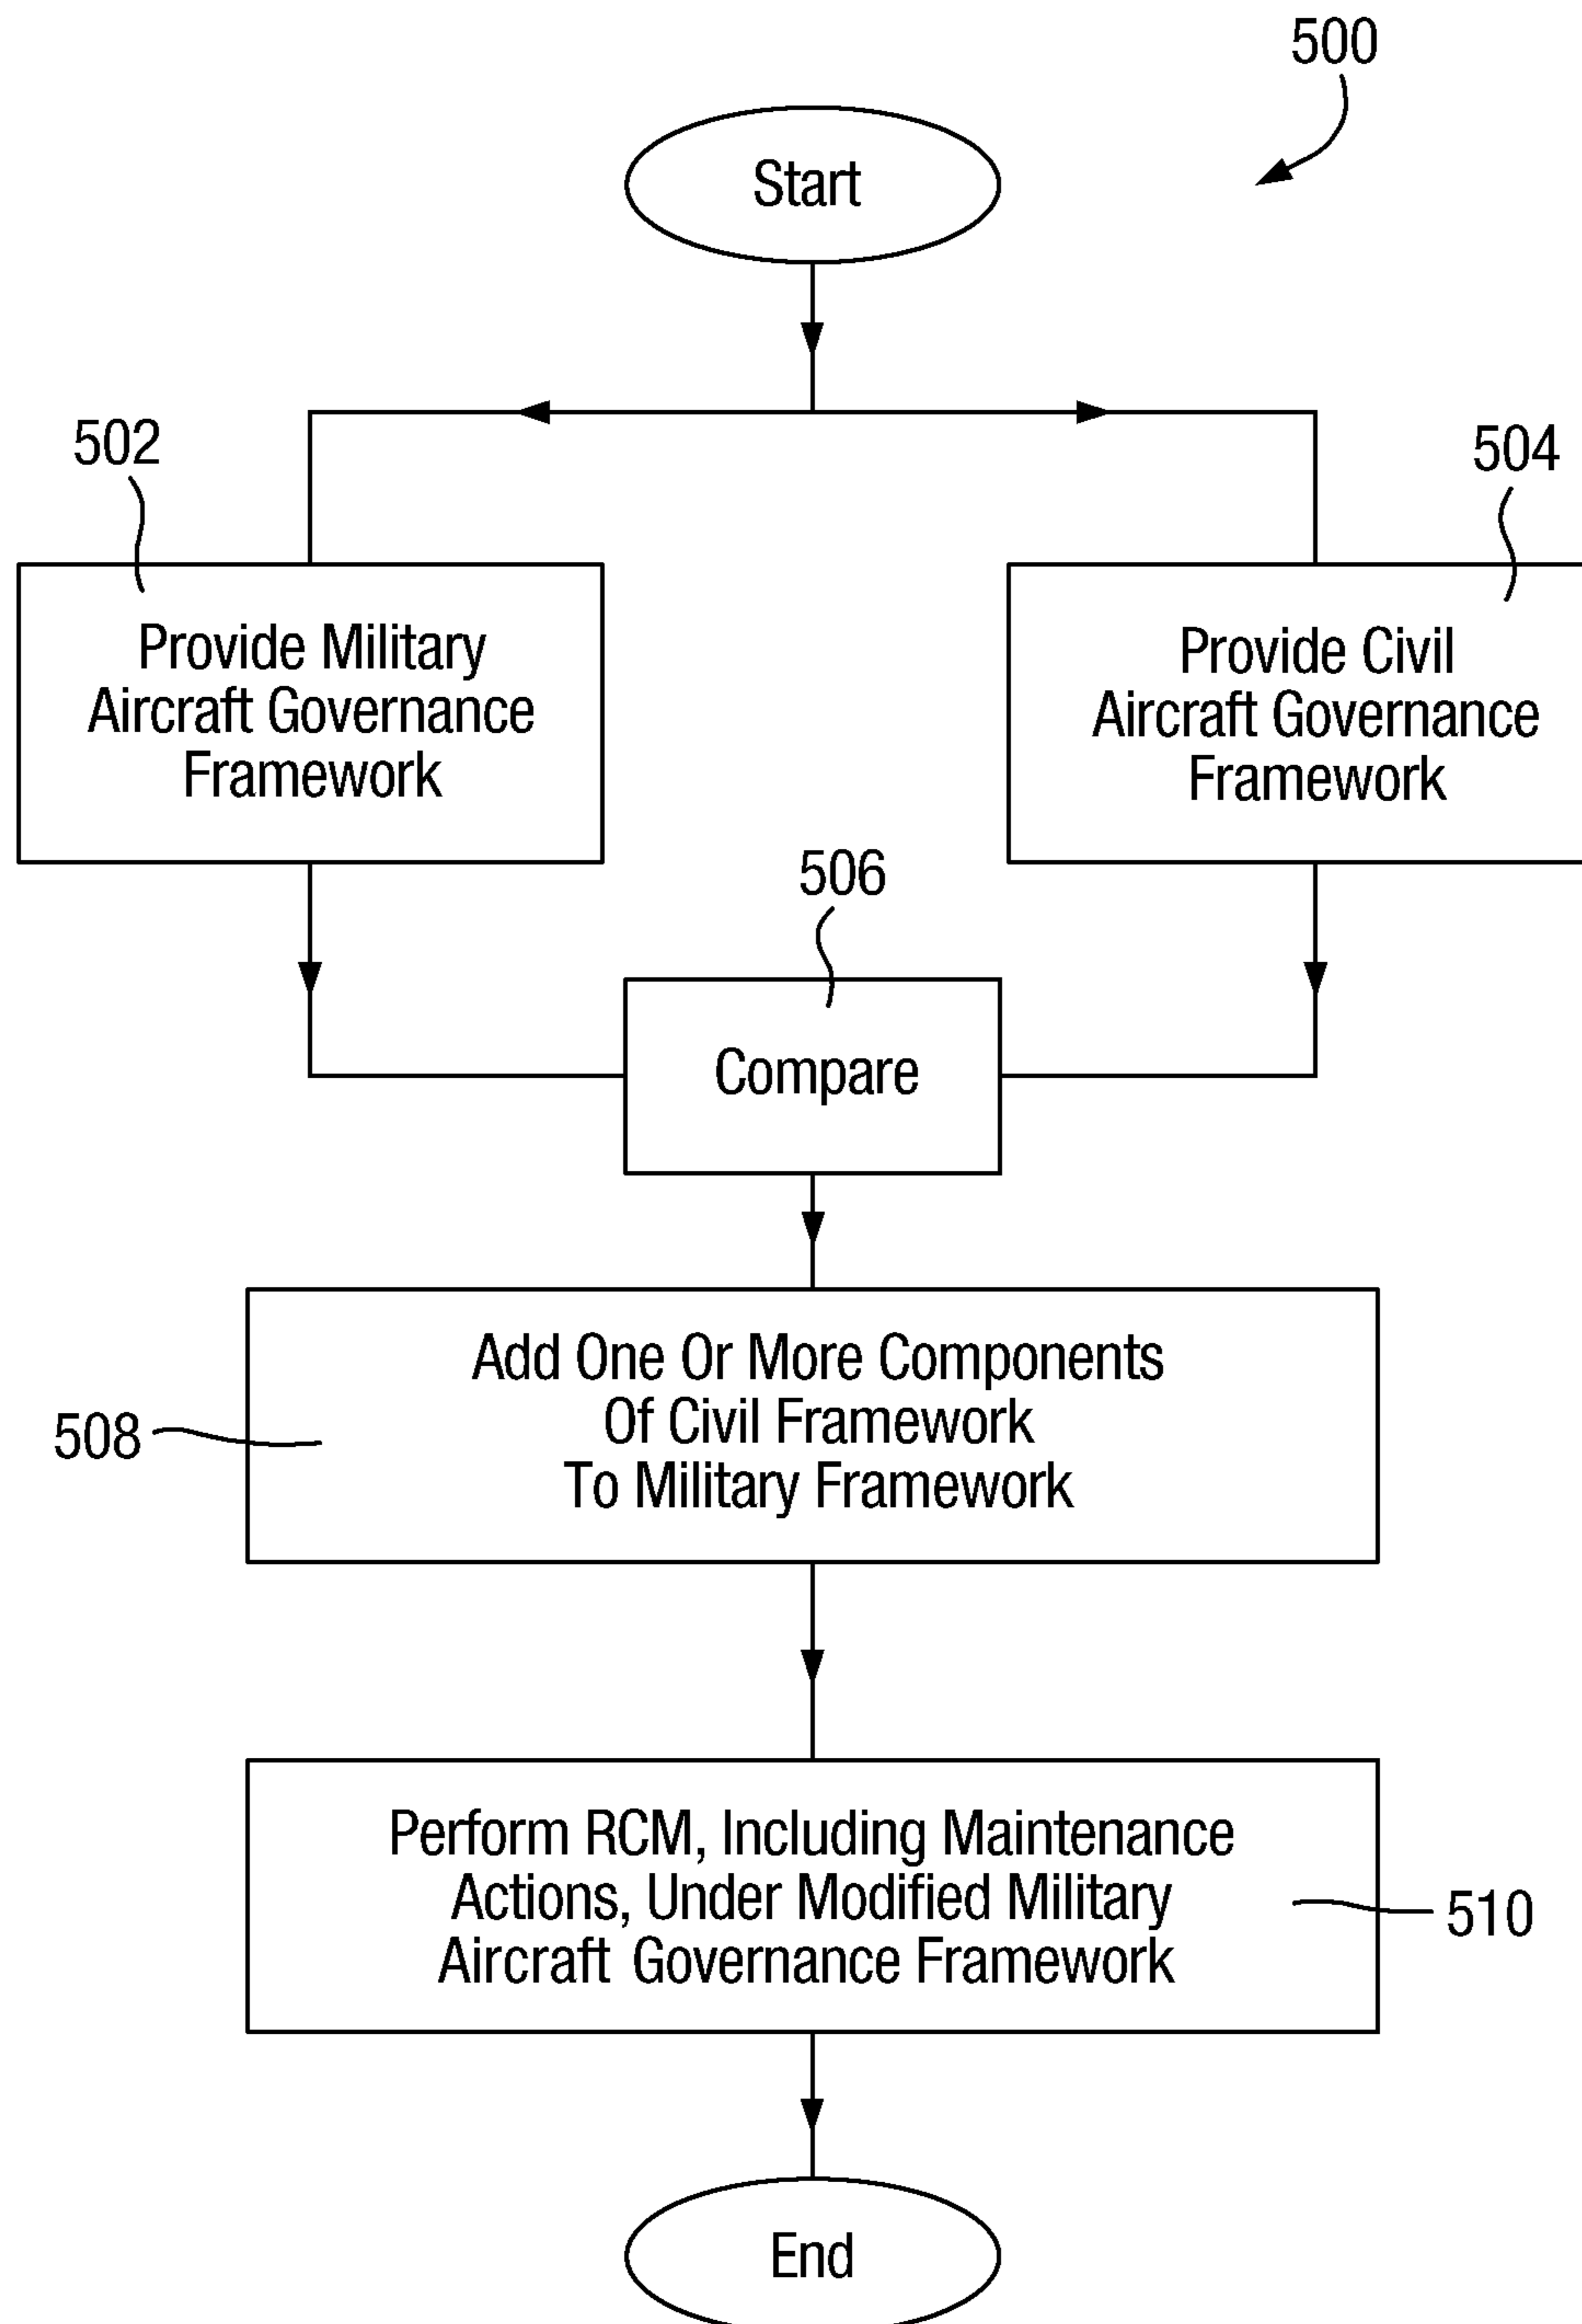 500
Start
502
504
Provide Military
Aircraft Governance
Framework
Provide Civil
Aircraft Governance
Framework
506
Compare
Add One Or More Components
Of Civil Framework
To Military Framework
508
Perform RCM, Including Maintenance
Actions, Under Modified Military
Aircraft Governance Framework
510
End